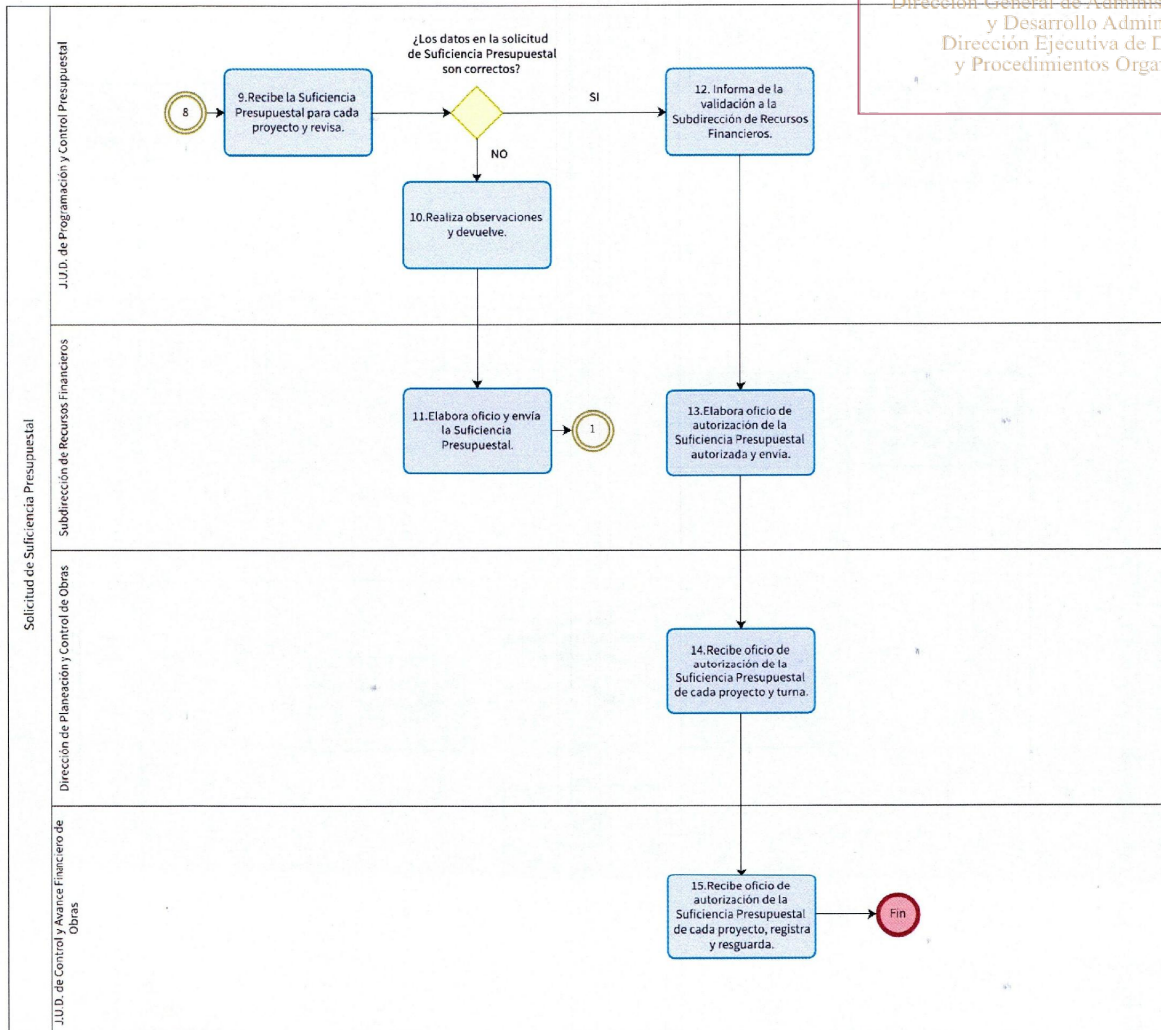 Dirección General de Adminis
y Desarrollo Admin
Dirección Ejecutiva de D
y Procedimientos Orga
Solicitud de Suficiencia Presupuestal
J.U.D. de Programación y Control Presupuestal
8
9.Recibe la Suficiencia
Presupuestal para cada
proyecto y revisa.
¿Los datos en la solicitud
de Suficiencia Presupuestal
son correctos?
SI
NO
12. Informa de la
validación a la
Subdirección de Recursos
Financieros.
10.Realiza observaciones
y devuelve.
Subdirección de Recursos Financieros
11.Elabora oficio y envía
la Suficiencia
Presupuestal.
1
13.Elabora oficio de
autorización de la
Suficiencia Presupuestal
autorizada y envía.
Dirección de Planeación y Control de Obras
14.Recibe oficio de
autorización de la
Suficiencia Presupuestal
de cada proyecto y turna.
J.U.D. de Control y Avance Financiero de
Obras
15.Recibe oficio de
autorización de la
Suficiencia Presupuestal
de cada proyecto, registra
y resguarda.
Fin